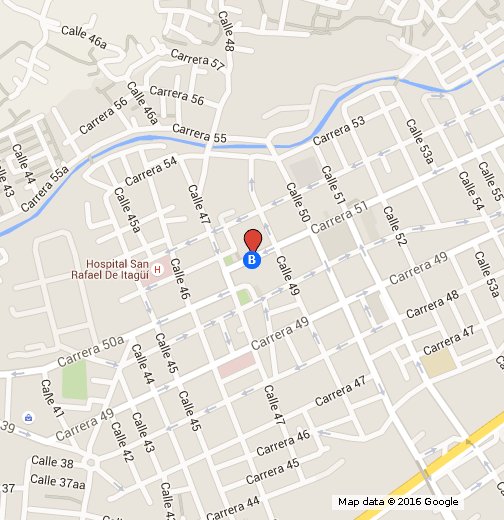 Calle 46a
Calle 48
Carrera 57
Carrera 56
Carrera 56
Calle 46a
Carrera 55
Carrera 53
Calle 53a
Calle 55
Calle 44
Calle 43
Carrera 55a
Carrera 54
Calle 51
Calle 54
Calle 45a
Calle 47
Calle 50
Carrera 51
Calle 52
Hospital San
Rafael De Itagüí
H
B
Calle 46
Calle 49
Carrera 49
Calle 53a
Carrera 48
Carrera 50a
Carrera 49
Carrera 47
Calle 44
Calle 45
Calle 41
Carrera 49
Calle 45
Calle 47
Carrera 47
39
Calle 42
Calle 43
Carrera 46
Calle 38
Carrera 45
37
Calle 37aa
Carrera 44
Map data © 2016 Google